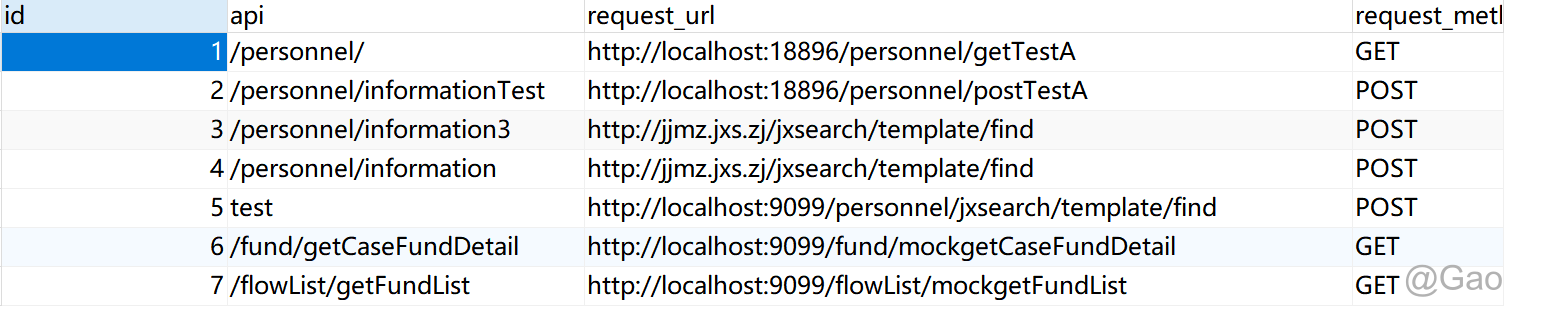 id api request_url request_metl
1 /personnel/ http://localhost:18896/personnel/getTestA GET
2 /personnel/informationTest http://localhost:18896/personnel/postTestA POST
3 /personnel/information3 http://jjmz.jxs.zj/jxsearch/template/find POST
4 /personnel/information http://jjmz.jxs.zj/jxsearch/template/find POST
5 test http://localhost:9099/personnel/jxsearch/template/find POST
6 /fund/getCaseFundDetail http://localhost:9099/fund/mockgetCaseFundDetail GET
7 /flowList/getFundList http://localhost:9099/flowList/mockgetFundList GET
@Gao